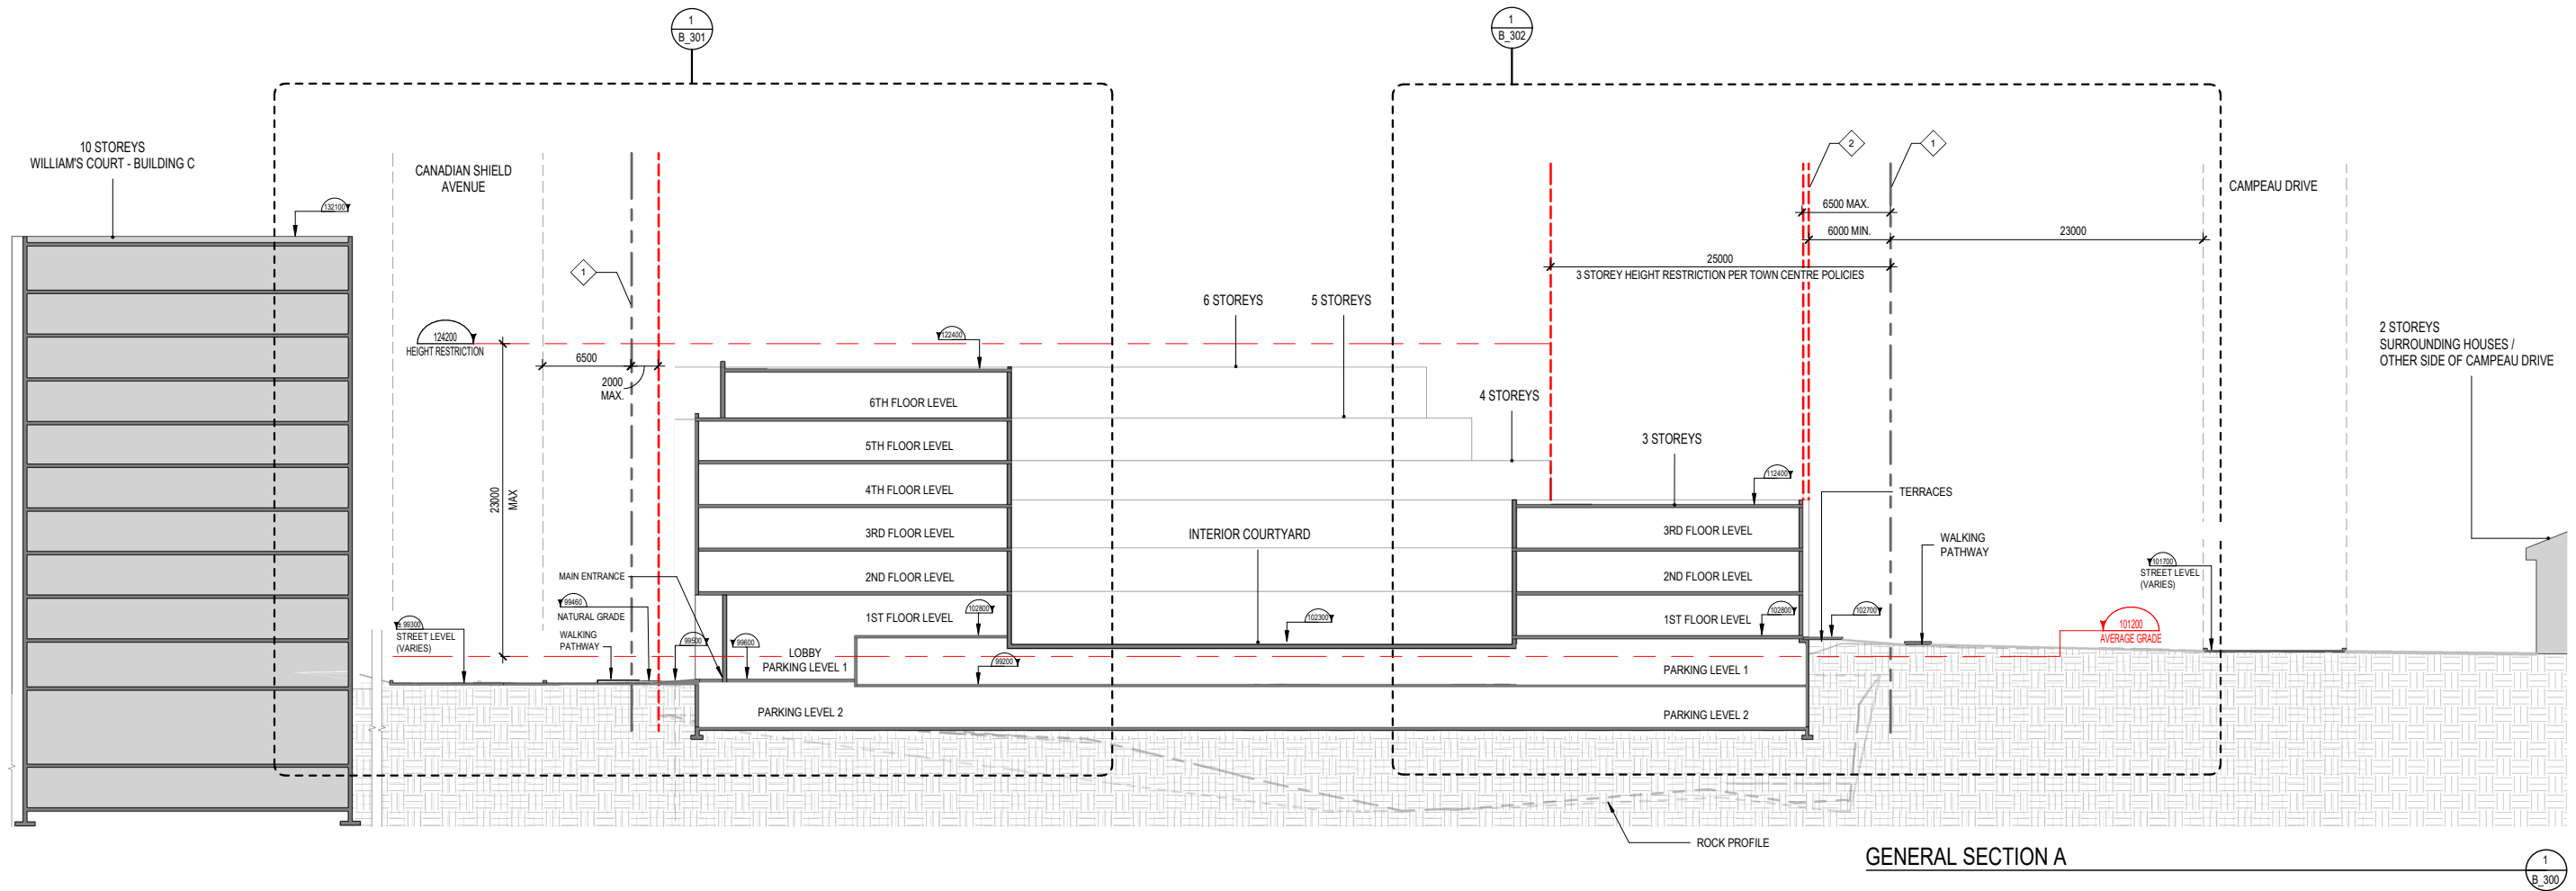 1
B_301
1
B_302
10 STOREYS
WILLIAM'S COURT - BUILDING C
132100
CANADIAN SHIELD
AVENUE
1
124200
HEIGHT RESTRICTION
6500
2000
MAX.
23000
MAX
122400
6 STOREYS
5 STOREYS
4 STOREYS
3 STOREYS
2
1
6500 MAX.
6000 MIN.
23000
25000
3 STOREY HEIGHT RESTRICTION PER TOWN CENTRE POLICIES
CAMPEAU DRIVE
2 STOREYS
SURROUNDING HOUSES /
OTHER SIDE OF CAMPEAU DRIVE
6TH FLOOR LEVEL
5TH FLOOR LEVEL
4TH FLOOR LEVEL
3RD FLOOR LEVEL
2ND FLOOR LEVEL
1ST FLOOR LEVEL
102800
MAIN ENTRANCE
99460
NATURAL GRADE
WALKING
PATHWAY
± 99300
STREET LEVEL
(VARIES)
99500
99600
LOBBY
PARKING LEVEL 1
99200
PARKING LEVEL 2
INTERIOR COURTYARD
102300
112400
3RD FLOOR LEVEL
2ND FLOOR LEVEL
1ST FLOOR LEVEL
102800
102700
PARKING LEVEL 1
PARKING LEVEL 2
TERRACES
WALKING
PATHWAY
101700
STREET LEVEL
(VARIES)
101200
AVERAGE GRADE
ROCK PROFILE
GENERAL SECTION A
1
B_300